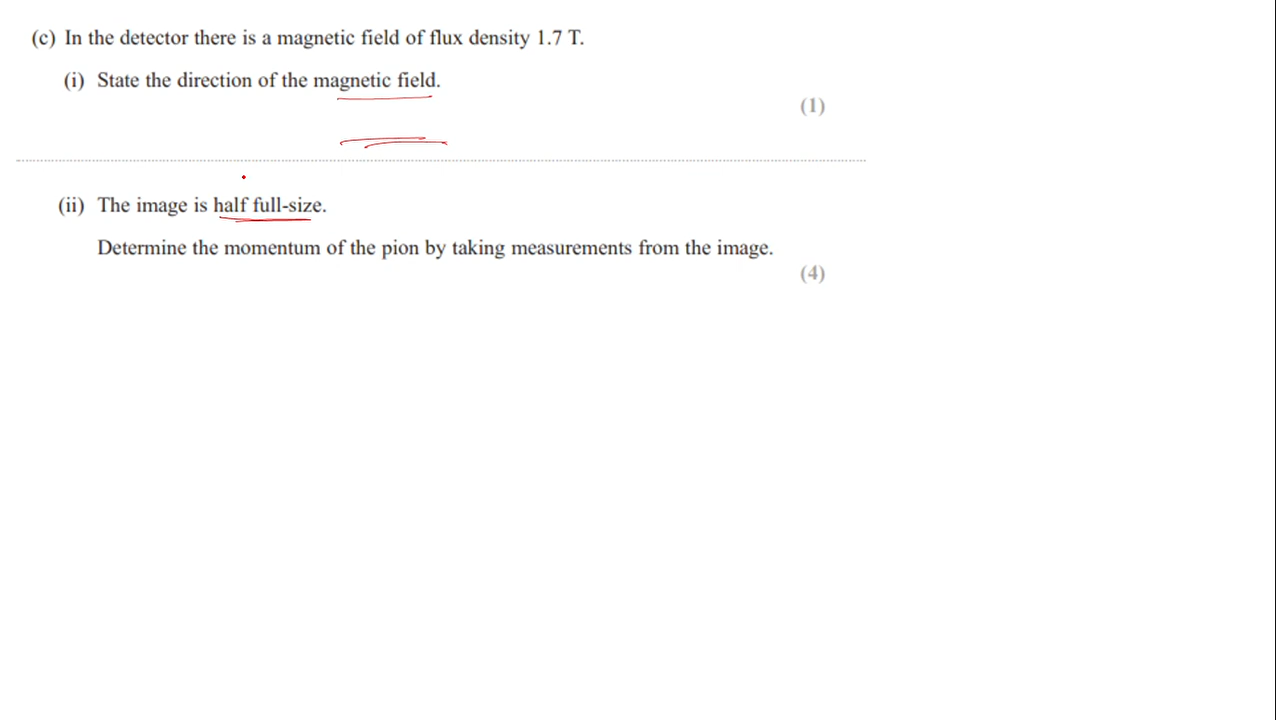 (c) In the detector there is a magnetic field of flux density 1.7 T.
(i) State the direction of the magnetic field.
(1)
(ii) The image is half full-size.
Determine the momentum of the pion by taking measurements from the image.
(4)